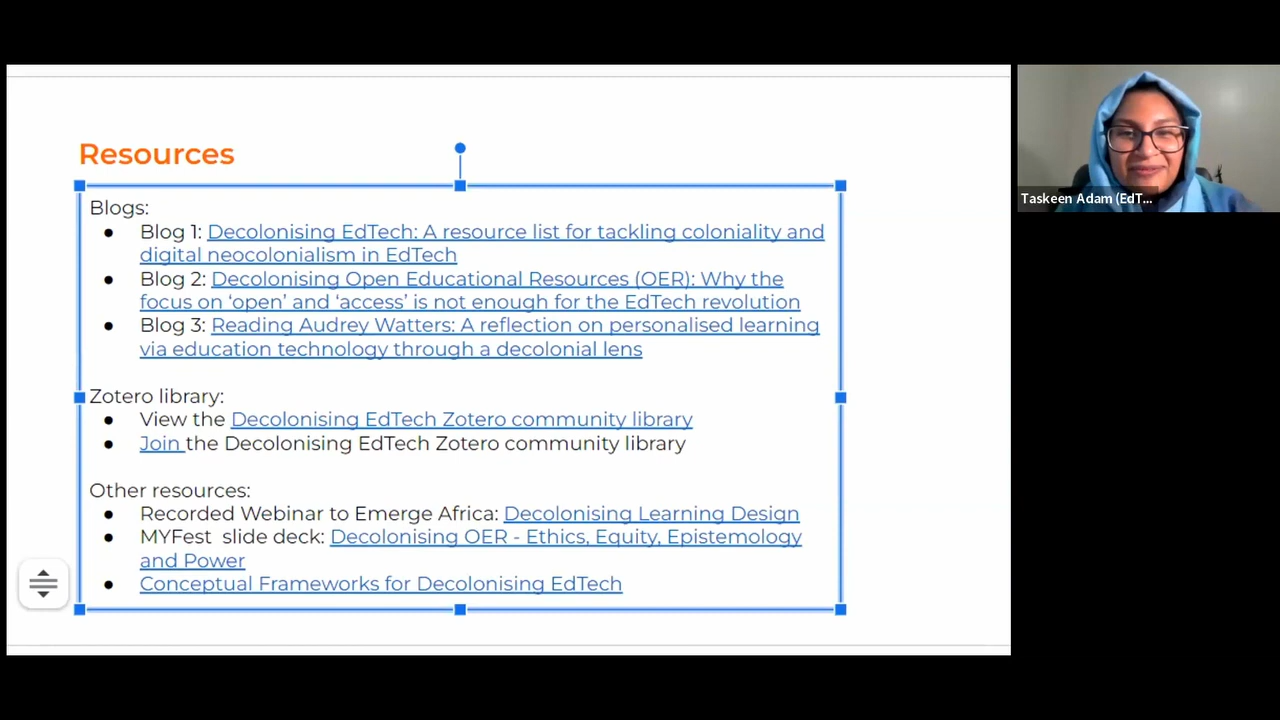 Resources
Blogs:
● Blog 1: Decolonising EdTech: A resource list for tackling coloniality and
digital neocolonialism in EdTech
● Blog 2: Decolonising Open Educational Resources (OER): Why the
focus on ‘open’ and ‘access’ is not enough for the EdTech revolution
● Blog 3: Reading Audrey Watters: A reflection on personalised learning
via education technology through a decolonial lens
Zotero library:
● View the Decolonising EdTech Zotero community library
● Join the Decolonising EdTech Zotero community library
Other resources:
● Recorded Webinar to Emerge Africa: Decolonising Learning Design
● MYFest slide deck: Decolonising OER - Ethics, Equity, Epistemology
and Power
● Conceptual Frameworks for Decolonising EdTech
Taskeen Adam (EdT...